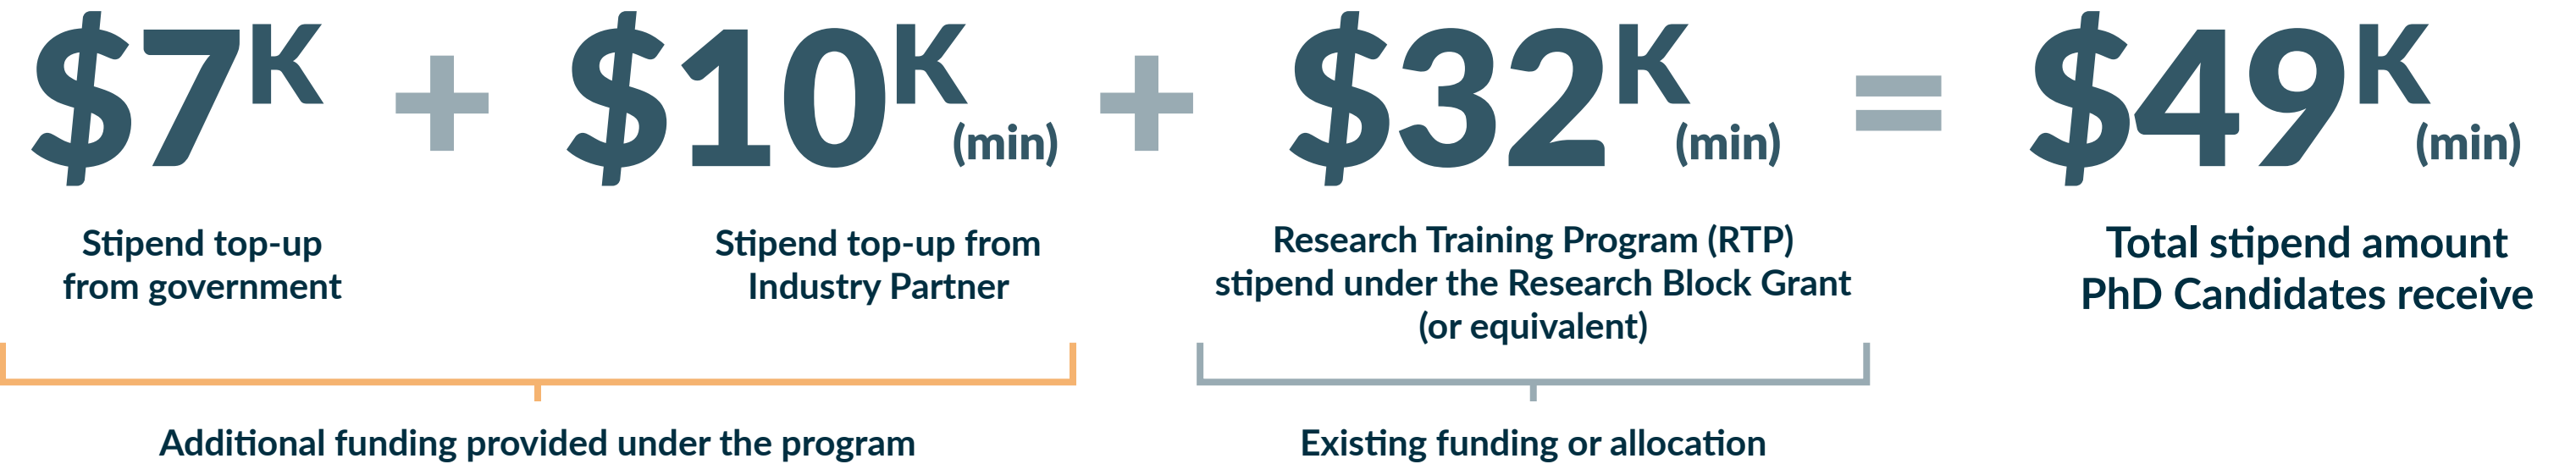 $7K + $10K (min) + $32K (min) = $49K (min)
Stipend top-up
from government
Stipend top-up from
Industry Partner
Research Training Program (RTP)
stipend under the Research Block Grant
(or equivalent)
Total stipend amount
PhD Candidates receive
Additional funding provided under the program
Existing funding or allocation